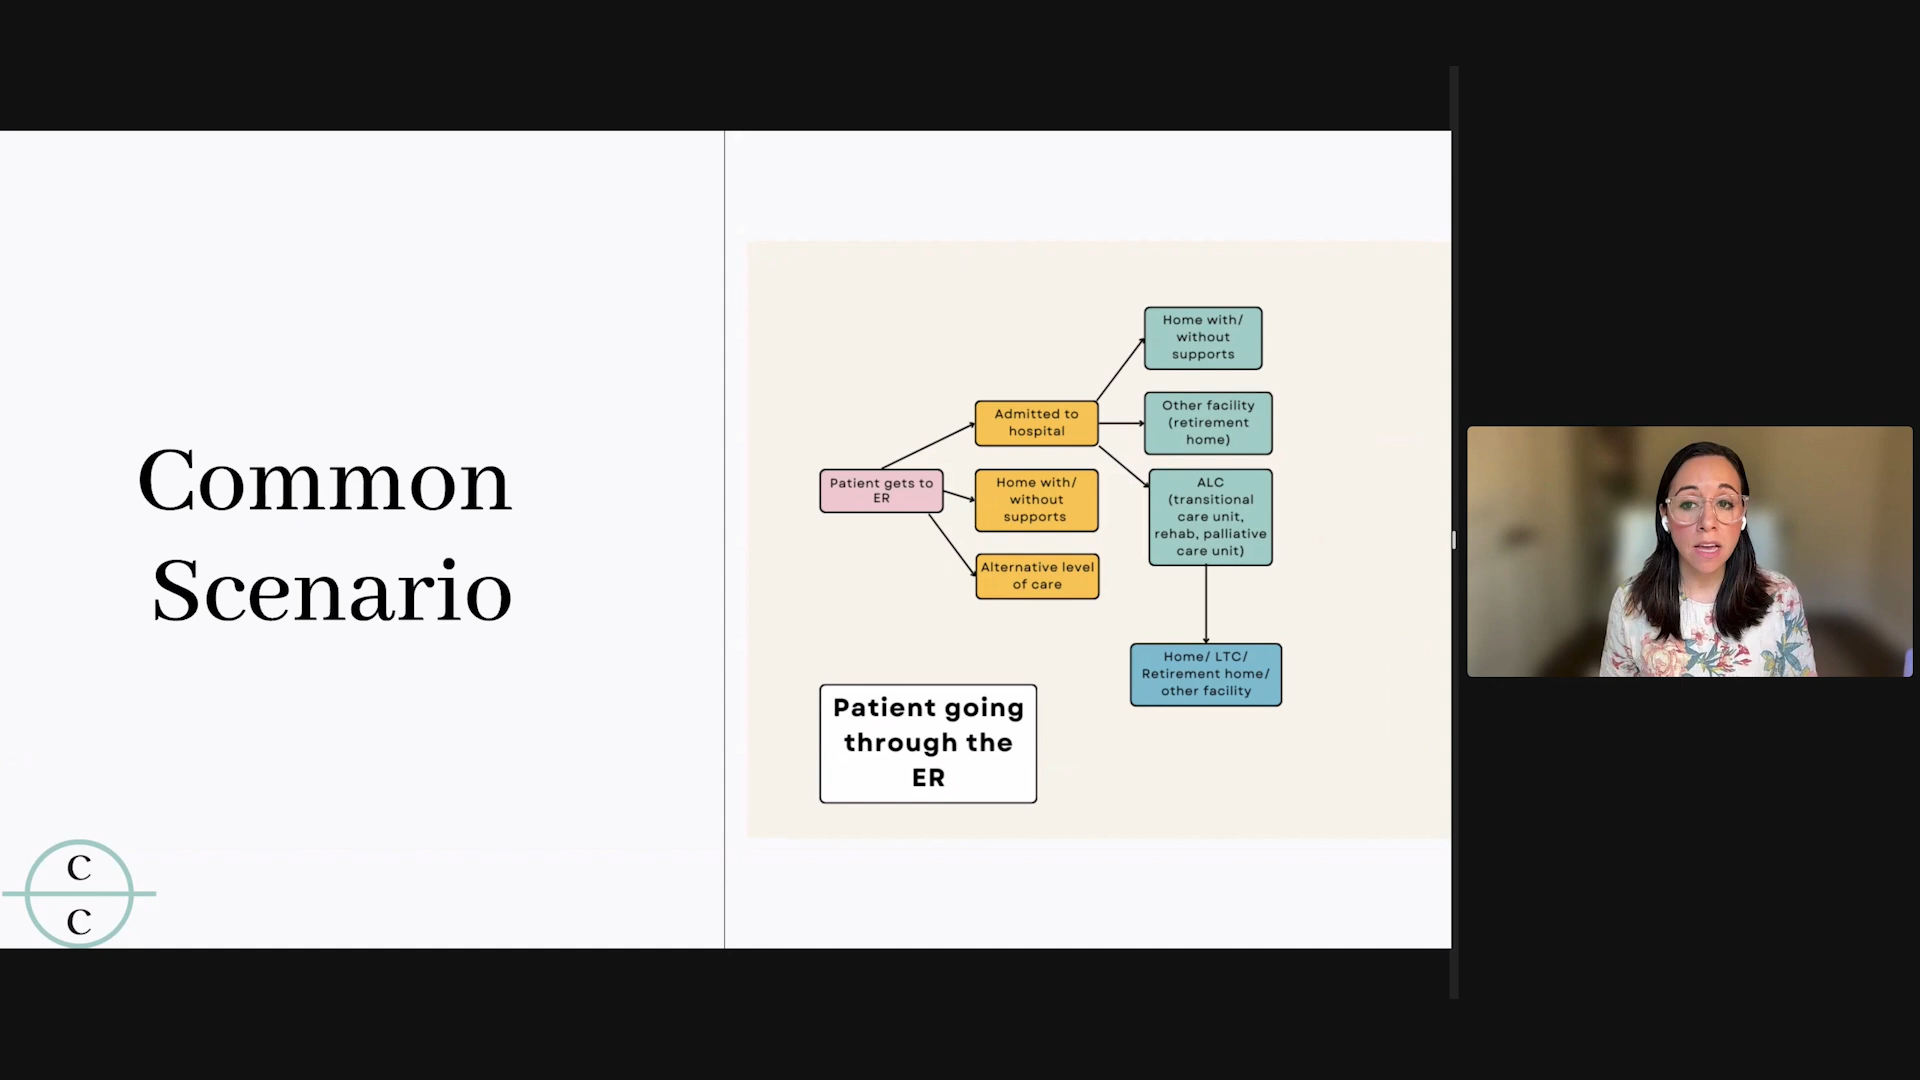 Common
Scenario
C
C
Home with/
without
supports
Admitted to
hospital
Other facility
(retirement
home)
Patient gets to
ER
Home with/
without
supports
ALC
(transitional
care unit,
rehab, palliative
care unit)
Alternative level
of care
Home/ LTC/
Retirement home/
other facility
Patient going
through the
ER